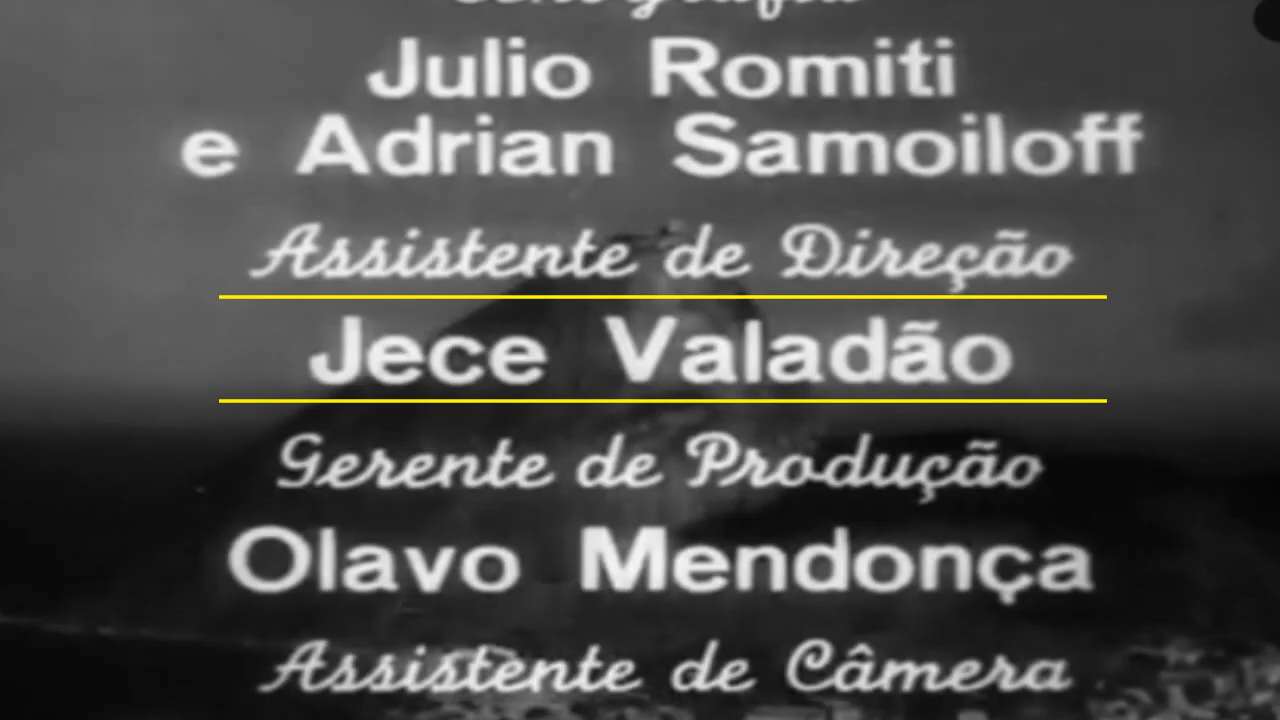 Julio Romiti
e Adrian Samoiloff
Assistente de Direção
Jece Valadão
Gerente de Produção
Olavo Mendonça
Assistente de Câmera